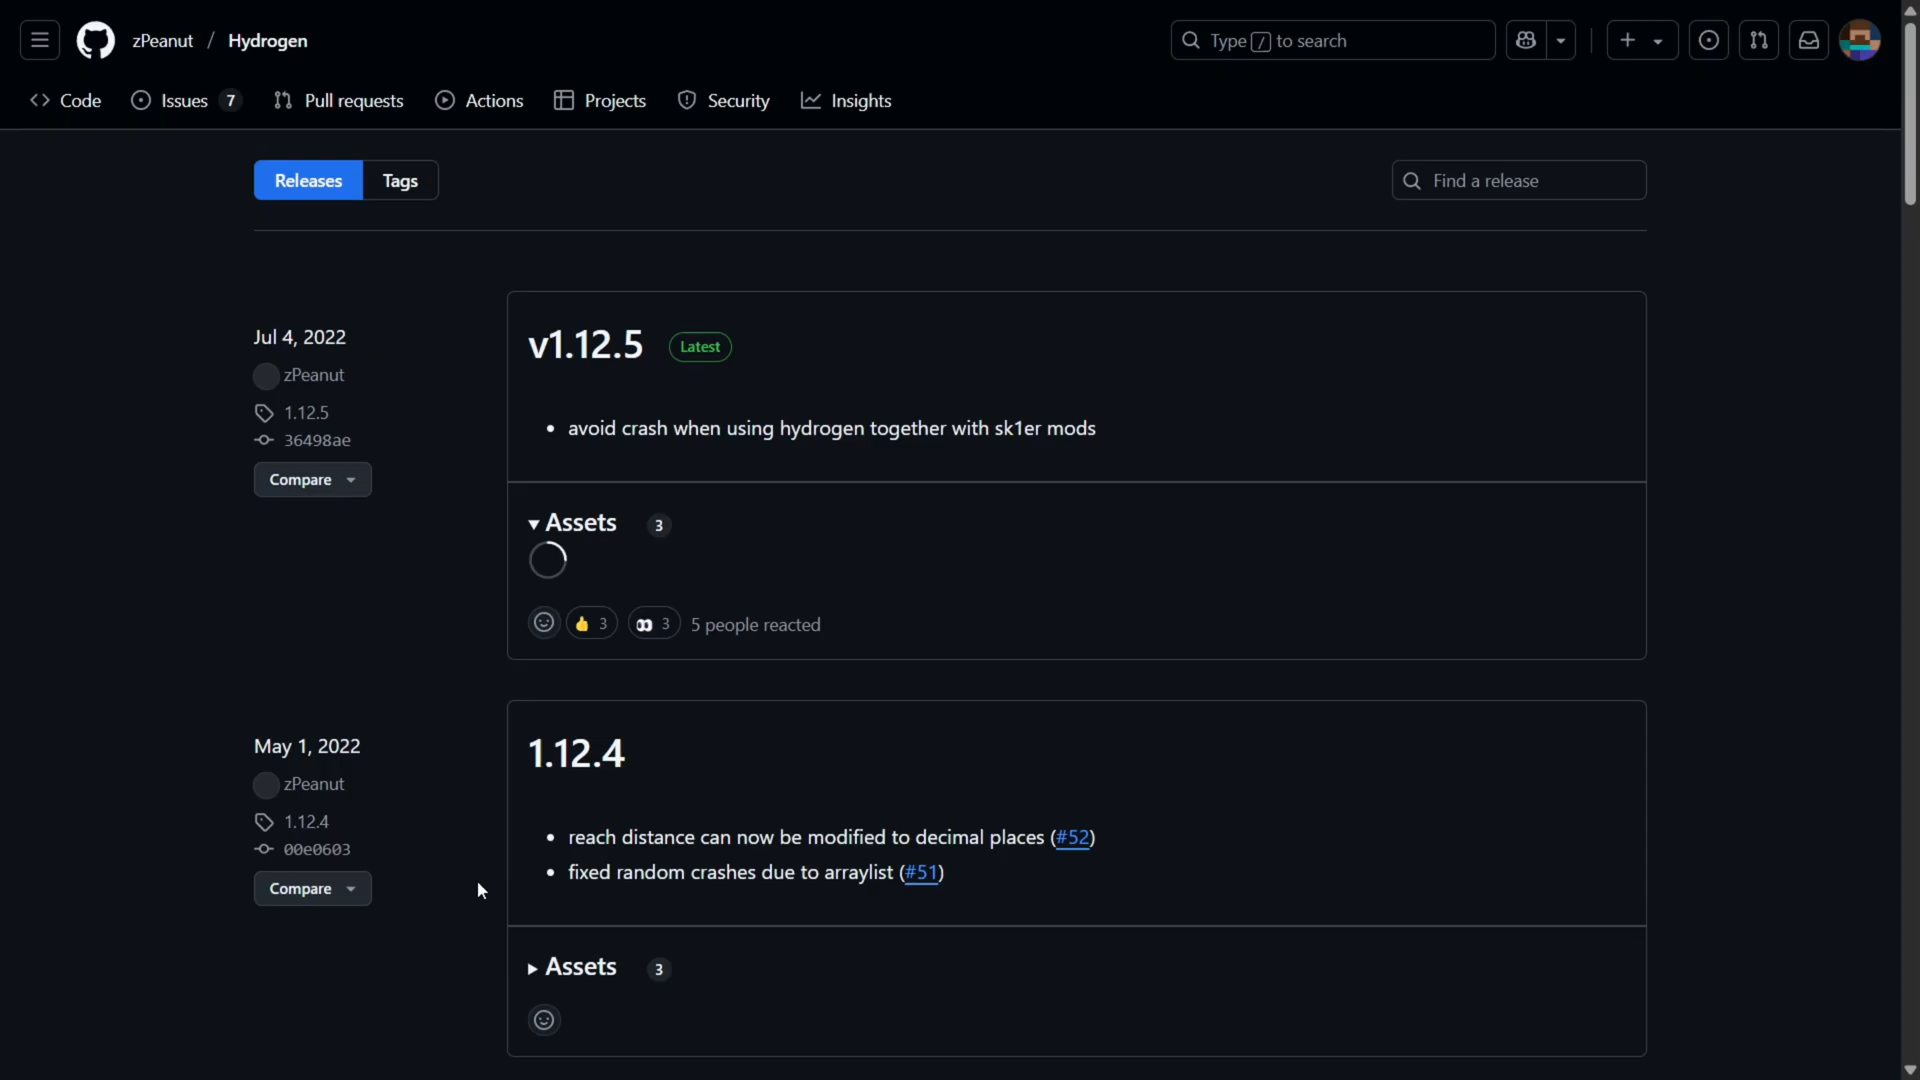 zPeanut / Hydrogen
Type / to search
Code
Issues 7
Pull requests
Actions
Projects
Security
Insights
Releases
Tags
Find a release
Jul 4, 2022
zPeanut
1.12.5
36498ae
Compare
v1.12.5 Latest
avoid crash when using hydrogen together with sk1er mods
Assets 3
3
3
5 people reacted
May 1, 2022
zPeanut
1.12.4
00e0603
Compare
1.12.4
reach distance can now be modified to decimal places (#52)
fixed random crashes due to arraylist (#51)
Assets 3